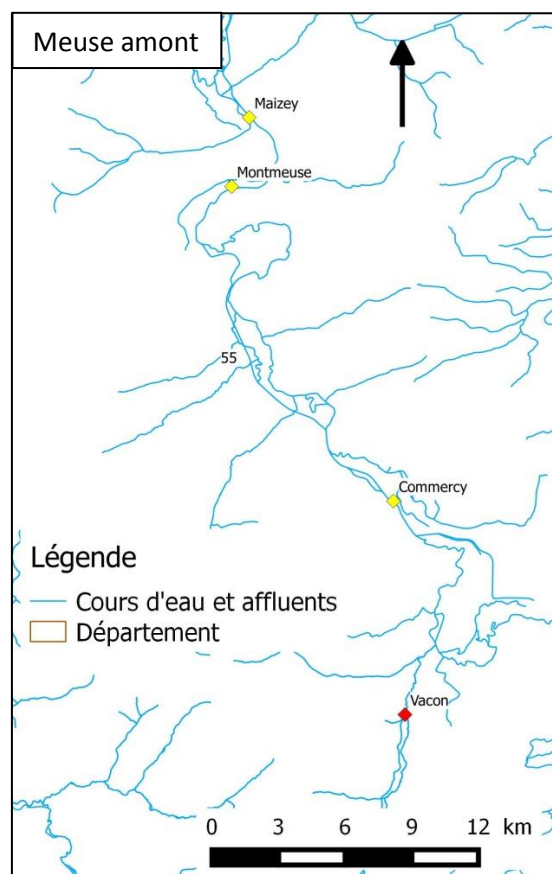 Meuse amont
Maizey
Montmeuse
55
Commercy
Légende
Cours d'eau et affluents
Département
Vacon
0 3 6 9 12 km